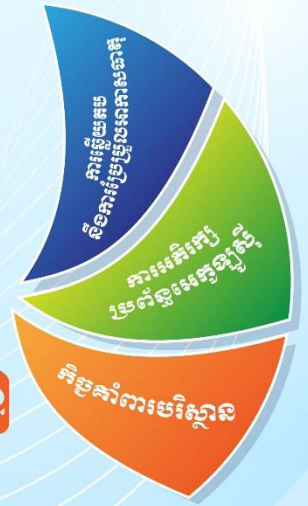 ការឆ្លើយតប
នឹងការប្រែប្រួលអាកាសធាតុ
ការអភិរក្ស
ប្រព័ន្ធអេកូឡូស៊ី
កិច្ចគាំពារបរិស្ថាន